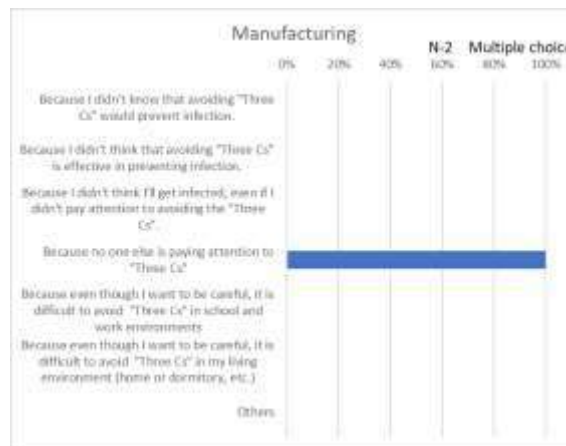 Manufacturing
N-2 Multiple choice
0% 20% 40% 60% 80% 100%
Because I didn't know that avoiding "Three
Cs" would prevent infection.
Because I didn't think that avoiding "Three Cs"
is effective in preventing infection.
Because I didn't think I'll get infected, even if I
didn't pay attention to avoiding the "Three
Cs".
Because no one else is paying attention to
"Three Cs"
Because even though I want to be careful, it is
difficult to avoid "Three Cs" in school and
work environments
Because even though I want to be careful, it is
difficult to avoid "Three Cs" in my living
environment (home or dormitory, etc.)
Others